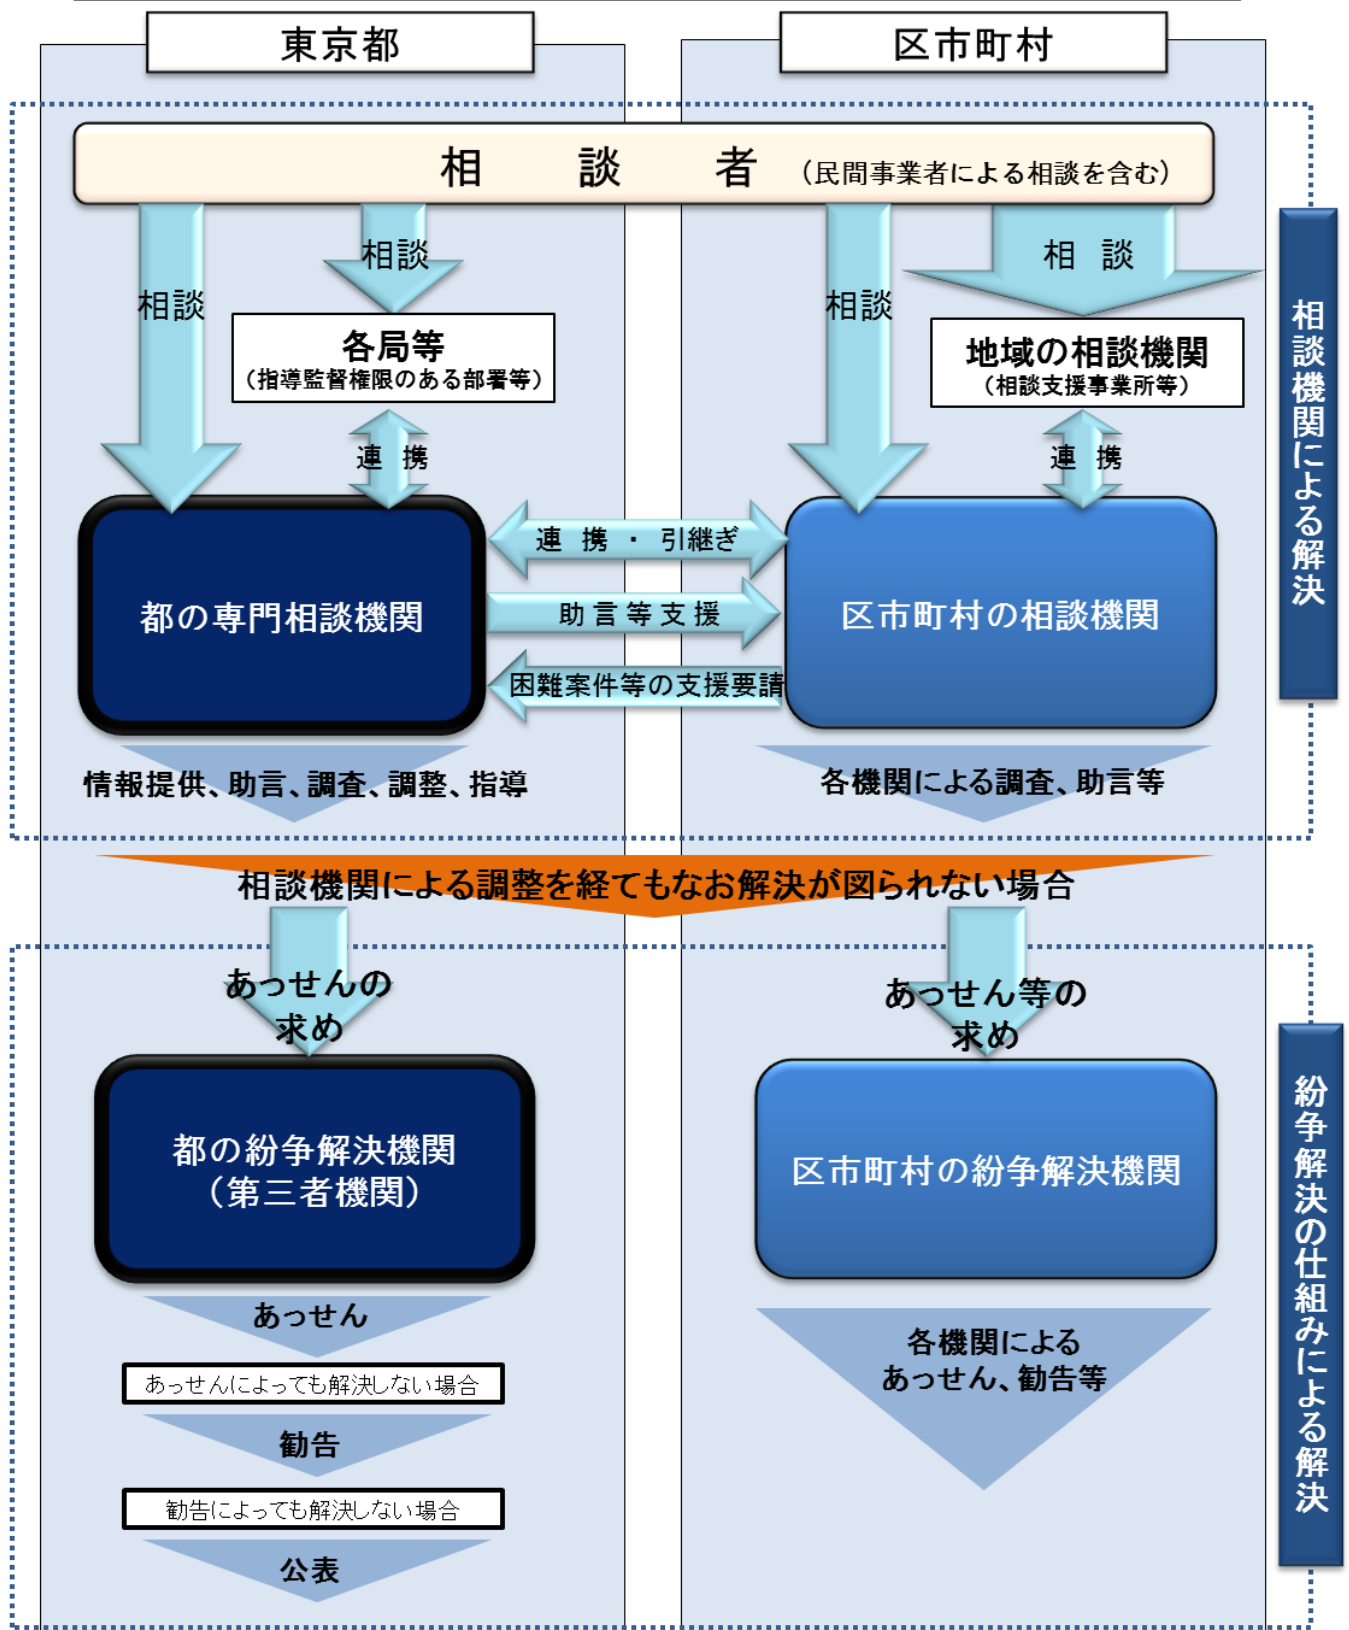 東京都
区市町村
相談者（民間事業者による相談を含む）
相談
相談
相談
相談
各局等
（指導監督権限のある部署等）
地域の相談機関
（相談支援事業所等）
連携
連携
都の専門相談機関
連携・引継ぎ
助言等支援
困難案件等の支援要請
区市町村の相談機関
情報提供、助言、調査、調整、指導
各機関による調査、助言等
相談機関による解決
相談機関による調整を経てもなお解決が図られない場合
あっせんの
求め
あっせん等の
求め
都の紛争解決機関
（第三者機関）
区市町村の紛争解決機関
あっせん
あっせんによっても解決しない場合
勧告
勧告によっても解決しない場合
公表
各機関による
あっせん、勧告等
紛争解決の仕組みによる解決